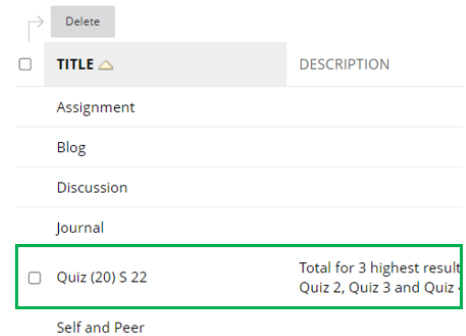 Delete
TITLE DESCRIPTION
Assignment
Blog
Discussion
Journal
Quiz (20) S 22 Total for 3 highest result
Quiz 2, Quiz 3 and Quiz
Self and Peer